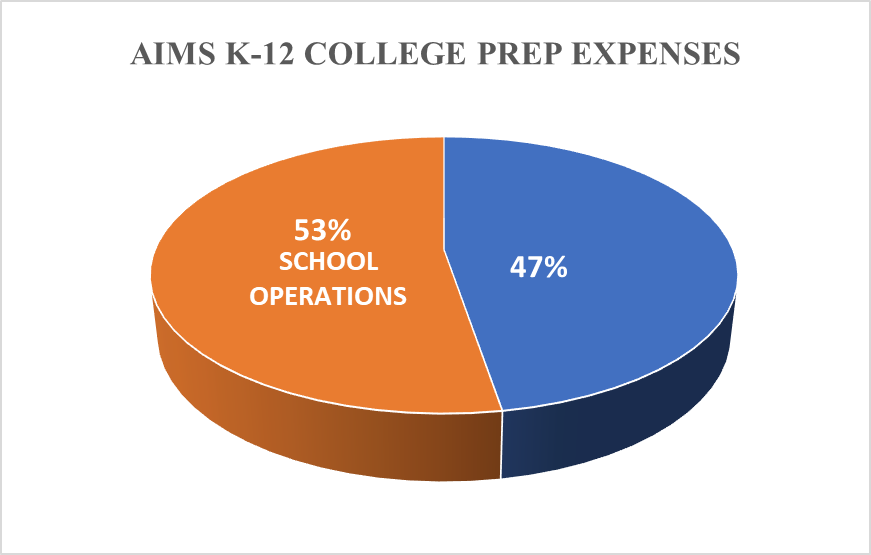 AIMS K-12 COLLEGE PREP EXPENSES
53%
SCHOOL
OPERATIONS
47%